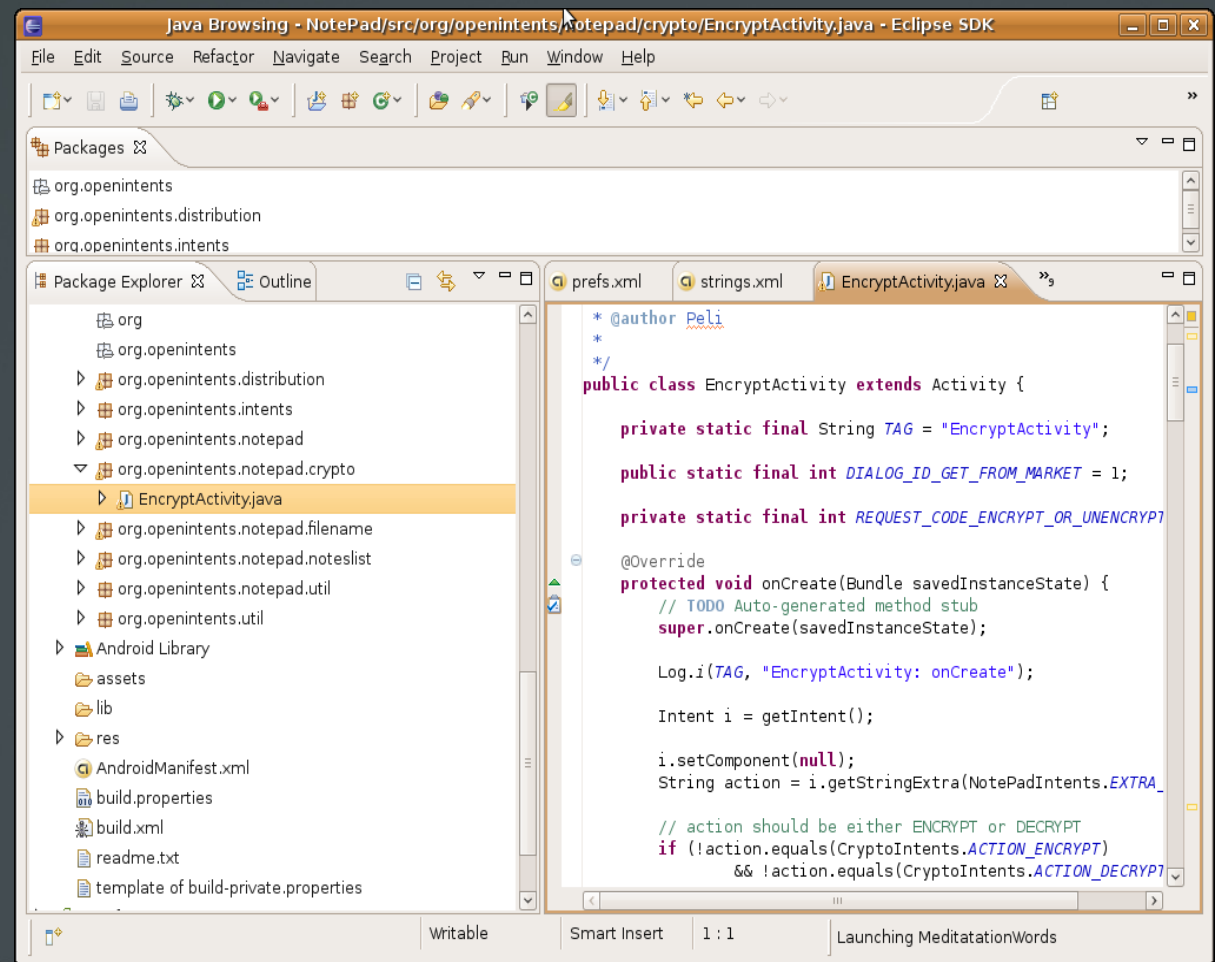 Java Browsing - NotePad/src/org/openintents/notepad/crypto/EncryptActivity.java - Eclipse SDK
File Edit Source Refactor Navigate Search Project Run Window Help
Packages
org.openintents
org.openintents.distribution
org.openintents.intents
Package Explorer Outline
org
org.openintents
org.openintents.distribution
org.openintents.intents
org.openintents.notepad
org.openintents.notepad.crypto
EncryptActivity.java
org.openintents.notepad.filename
org.openintents.notepad.noteslist
org.openintents.notepad.util
org.openintents.util
Android Library
assets
lib
res
AndroidManifest.xml
build.properties
build.xml
readme.txt
template of build-private.properties
prefs.xml strings.xml EncryptActivity.java »9
* @author Peli
*
*/
public class EncryptActivity extends Activity {
private static final String TAG = "EncryptActivity";
public static final int DIALOG_ID_GET_FROM_MARKET = 1;
private static final int REQUEST_CODE_ENCRYPT_OR_UNENCRYPT
@Override
protected void onCreate(Bundle savedInstanceState) {
// TODO Auto-generated method stub
super.onCreate(savedInstanceState);
Log.i(TAG, "EncryptActivity: onCreate");
Intent i = getIntent();
i.setComponent(null);
String action = i.getStringExtra(NotePadIntents.EXTRA_
// action should be either ENCRYPT or DECRYPT
if (!action.equals(CryptoIntents.ACTION_ENCRYPT)
&& !action.equals(CryptoIntents.ACTION_DECRYPT
Writable Smart Insert 1 : 1 Launching MeditatationWords